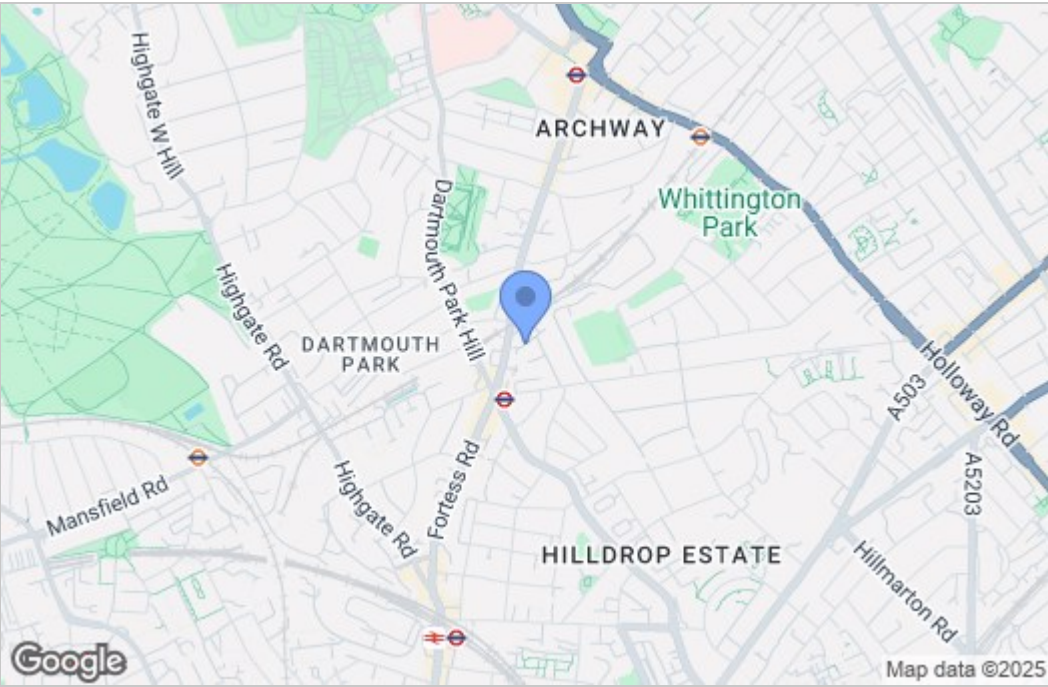 Highgate W Hill
ARCHWAY
Whittington
Park
Dartmouth Park Hill
Highgate Rd
DARTMOUTH
PARK
Holloway Rd
A503
Fortess Rd
Mansfield Rd
Highgate Rd
A5203
HILLDROP ESTATE
Hillmarton Rd
Google
Map data ©2025